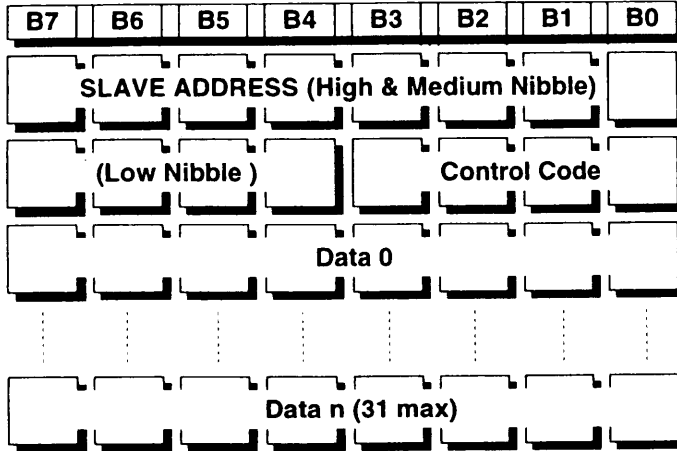 B7 B6 B5 B4 B3 B2 B1 B0
SLAVE ADDRESS (High & Medium Nibble)
(Low Nibble ) Control Code
Data 0
Data n (31 max)